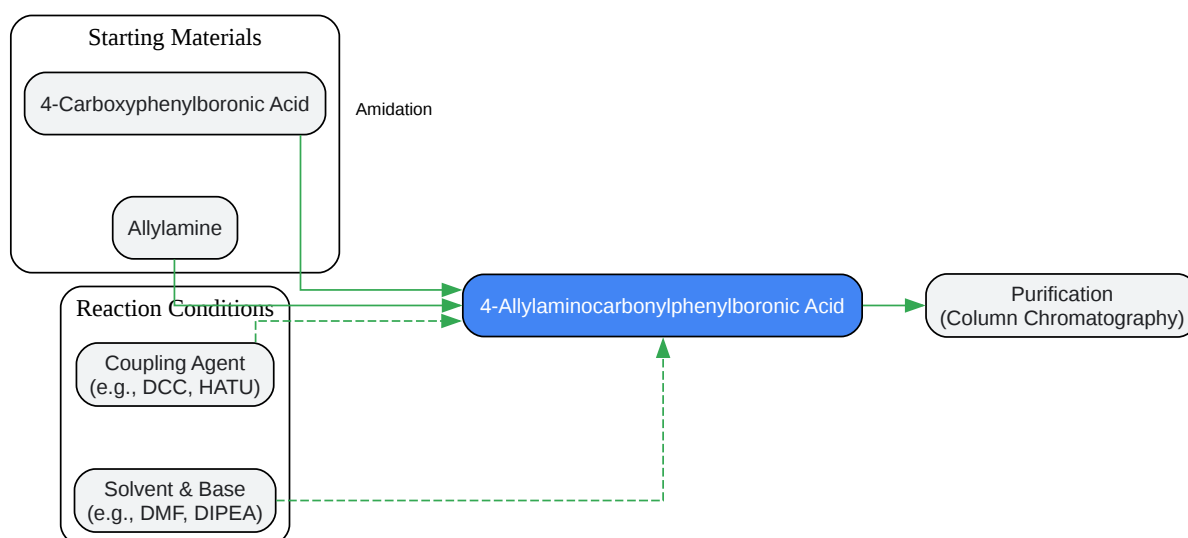 Starting Materials
4-Carboxyphenylboronic Acid
Amidation
Allylamine
Reaction Conditions
Coupling Agent
(e.g., DCC, HATU)
Solvent & Base
(e.g., DMF, DIPEA)
4-Allylaminocarbonylphenylboronic Acid
Purification
(Column Chromatography)